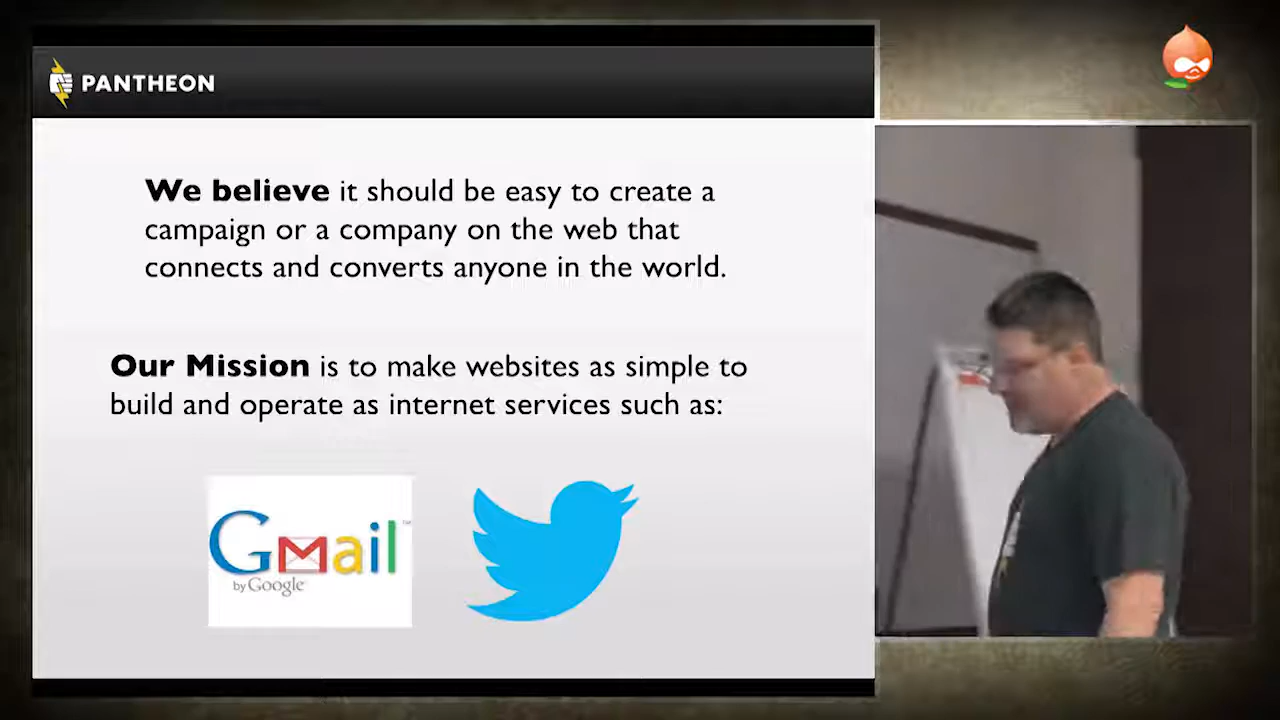 PANTHEON
We believe it should be easy to create a
campaign or a company on the web that
connects and converts anyone in the world.
Our Mission is to make websites as simple to
build and operate as internet services such as:
Gmail™
by Google